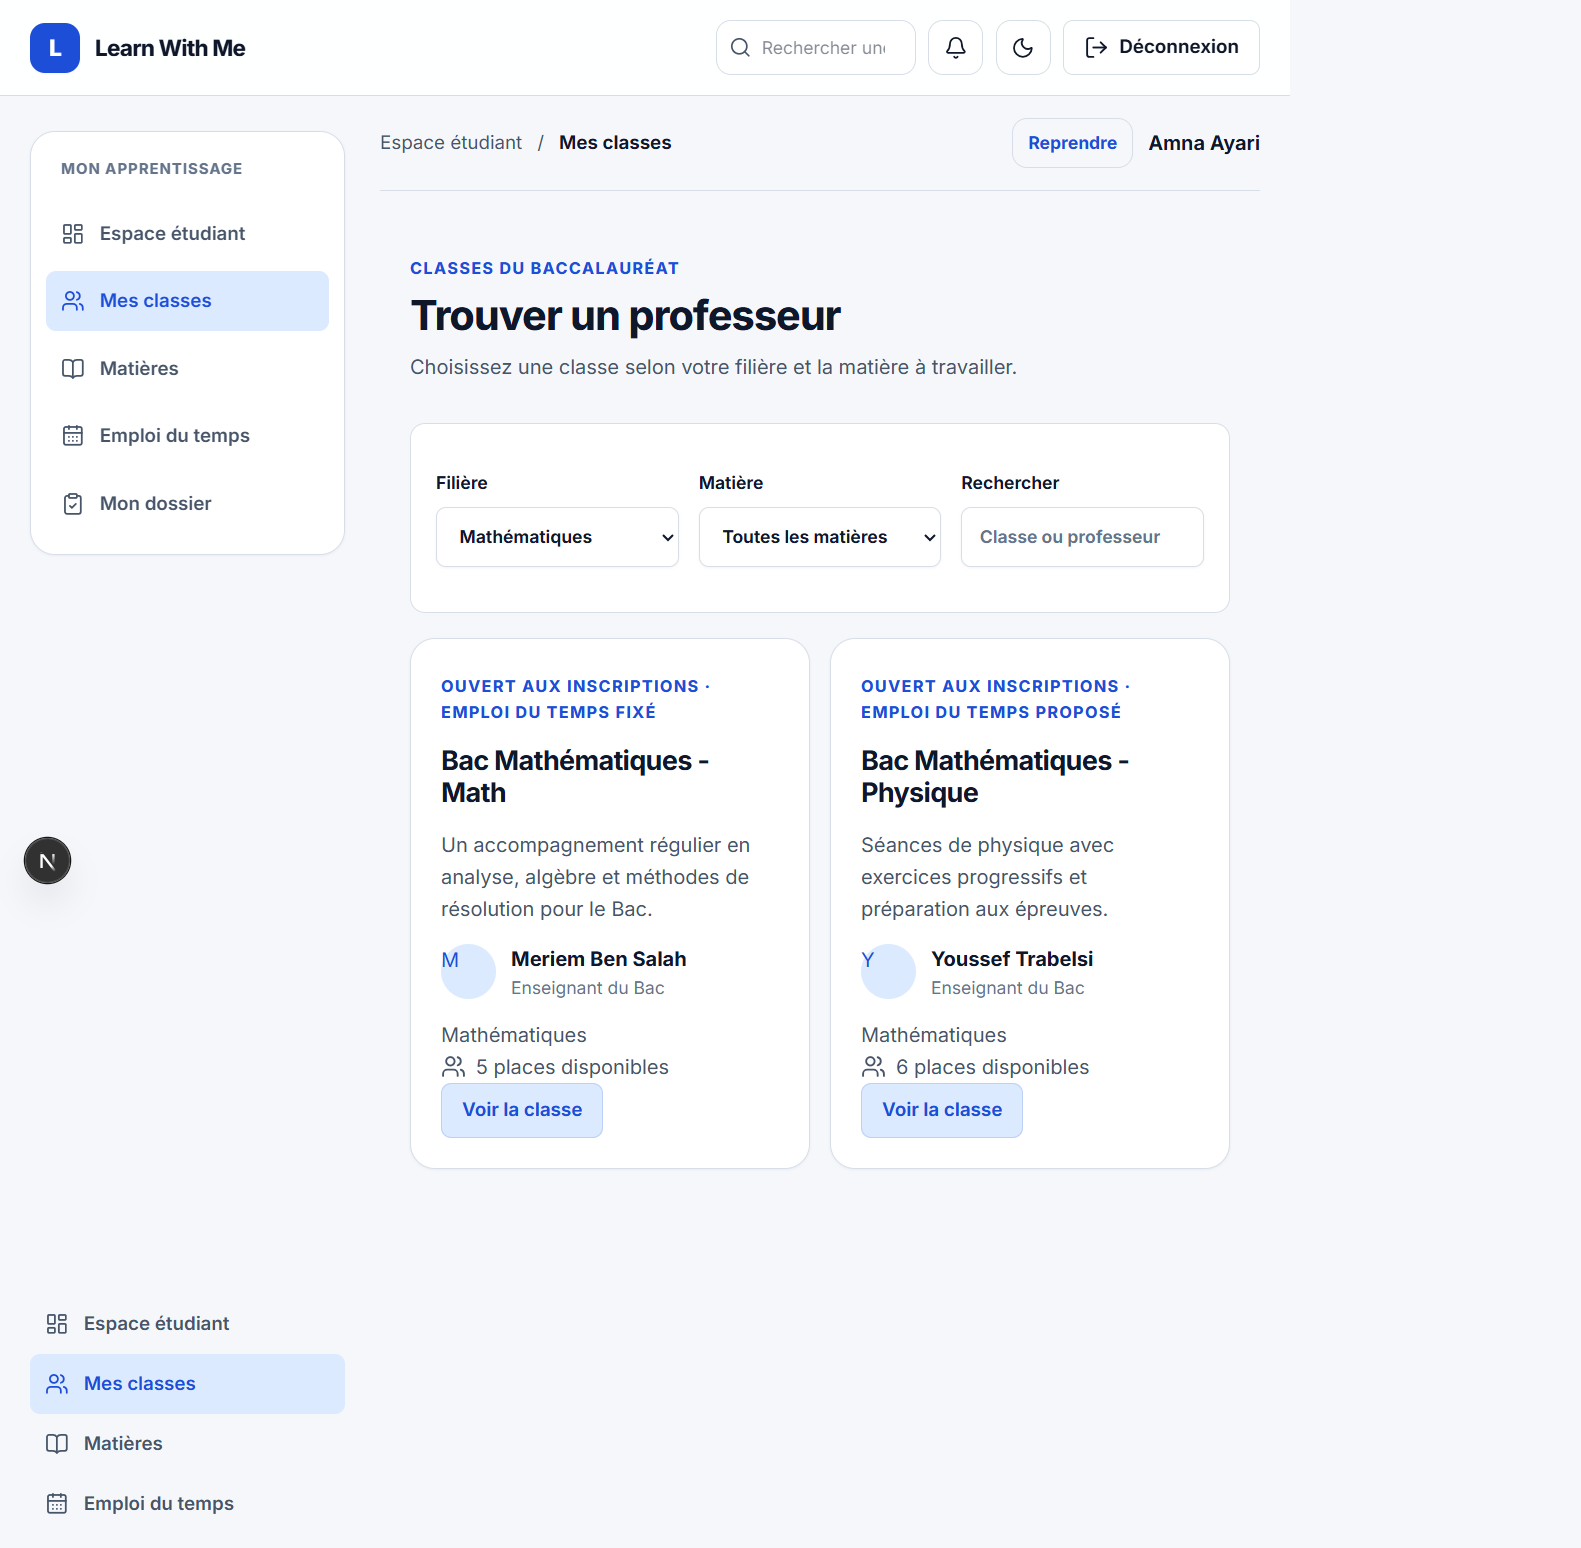 L
Learn With Me
Rechercher une
Déconnexion
MON APPRENTISSAGE
Espace étudiant
Mes classes
Matières
Emploi du temps
Mon dossier
Espace étudiant / Mes classes
Reprendre
Amna Ayari
CLASSES DU BACCALAURÉAT
Trouver un professeur
Choisissez une classe selon votre filière et la matière à travailler.
Filière
Matière
Rechercher
Mathématiques
Toutes les matières
Classe ou professeur
OUVERT AUX INSCRIPTIONS ·
EMPLOI DU TEMPS FIXÉ
Bac Mathématiques -
Math
Un accompagnement régulier en
analyse, algèbre et méthodes de
résolution pour le Bac.
M
Meriem Ben Salah
Enseignant du Bac
Mathématiques
5 places disponibles
Voir la classe
OUVERT AUX INSCRIPTIONS ·
EMPLOI DU TEMPS PROPOSÉ
Bac Mathématiques -
Physique
Séances de physique avec
exercices progressifs et
préparation aux épreuves.
Y
Youssef Trabelsi
Enseignant du Bac
Mathématiques
6 places disponibles
Voir la classe
N
Espace étudiant
Mes classes
Matières
Emploi du temps